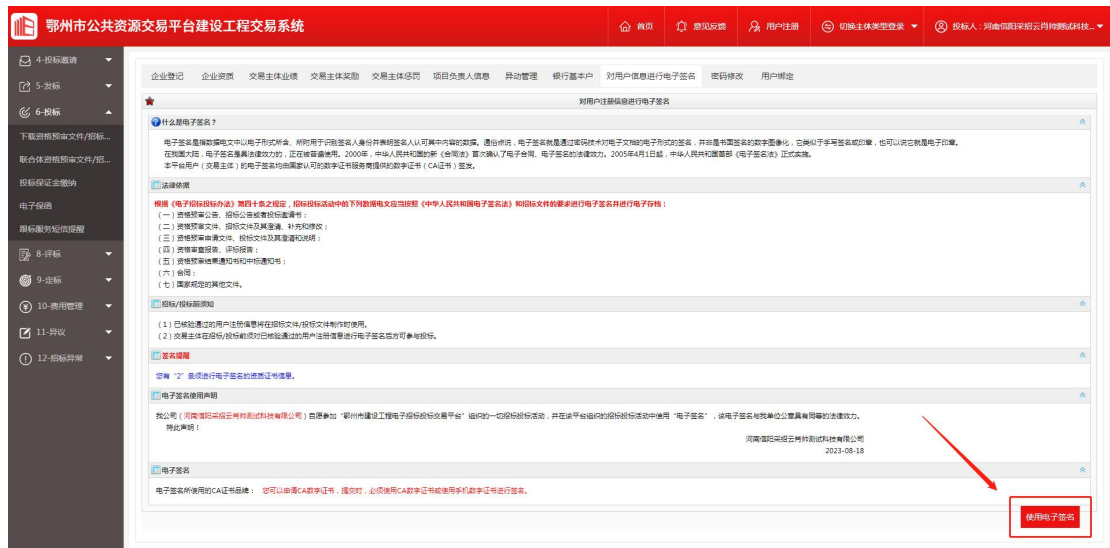 鄂州市公共资源交易平台建设工程交易系统
首页 意见反馈 用户注册 切换主体类型登录 投标人：河南信阳采招云肖帅测试科技...
4-投标邀请
5-发标
6-投标
下载资格预审文件/招标...
联合体资格预审文件/招...
投标保证金缴纳
电子保函
跟标服务短信提醒
8-评标
9-定标
10-费用管理
11-异议
12-招标异常
企业登记 企业资质 交易主体业绩 交易主体奖励 交易主体惩罚 项目负责人信息 异动管理 银行基本户 对用户信息进行电子签名 密码修改 用户绑定
对用户注册信息进行电子签名
什么是电子签名？
电子签名是指数据电文中以电子形式所含、所附用于识别签名人身份并表明签名人认可其中内容的数据。通俗点说，电子签名就是通过密码技术对电子文档的电子形式的签名，并非是书面签名的数字图像化，它类似于手写签名或印章，也可以说它就是电子印章。
在我国大陆，电子签名是具法律效力的，正在被普遍使用。2000年，中华人民共和国的新《合同法》首次确认了电子合同、电子签名的法律效力。2005年4月1日起，中华人民共和国首部《电子签名法》正式实施。
本平台用户（交易主体）的电子签名均由国家认可的数字证书服务商提供的数字证书（CA证书）签发。
法律依据
根据《电子招标投标办法》第四十条之规定，招标投标活动中的下列数据电文应当按照《中华人民共和国电子签名法》和招标文件的要求进行电子签名并进行电子存档：
（一）资格预审公告、招标公告或者投标邀请书；
（二）资格预审文件、招标文件及其澄清、补充和修改；
（三）资格预审申请文件、投标文件及其澄清和说明；
（四）资格审查报告、评标报告；
（五）资格预审结果通知书和中标通知书；
（六）合同；
（七）国家规定的其他文件。
招标/投标前须知
（1）已核验通过的用户注册信息将在招标文件/投标文件制作时使用。
（2）交易主体在招标/投标前须对已核验通过的用户注册信息进行电子签名后方可参与投标。
签名提醒
您有“2”条须进行电子签名的资质证书信息。
电子签名使用声明
我公司（河南信阳采招云肖帅测试科技有限公司）自愿参加“鄂州市建设工程电子招标投标交易平台”组织的一切招标投标活动，并在该平台组织的招标投标活动中使用“电子签名”，该电子签名与我单位公章具有同等的法律效力。
特此声明！
河南信阳采招云肖帅测试科技有限公司
2023-08-18
电子签名
电子签名所使用的CA证书品牌： 您可以申请CA数字证书，提交时，必须使用CA数字证书或使用手机数字证书进行签名。
使用电子签名